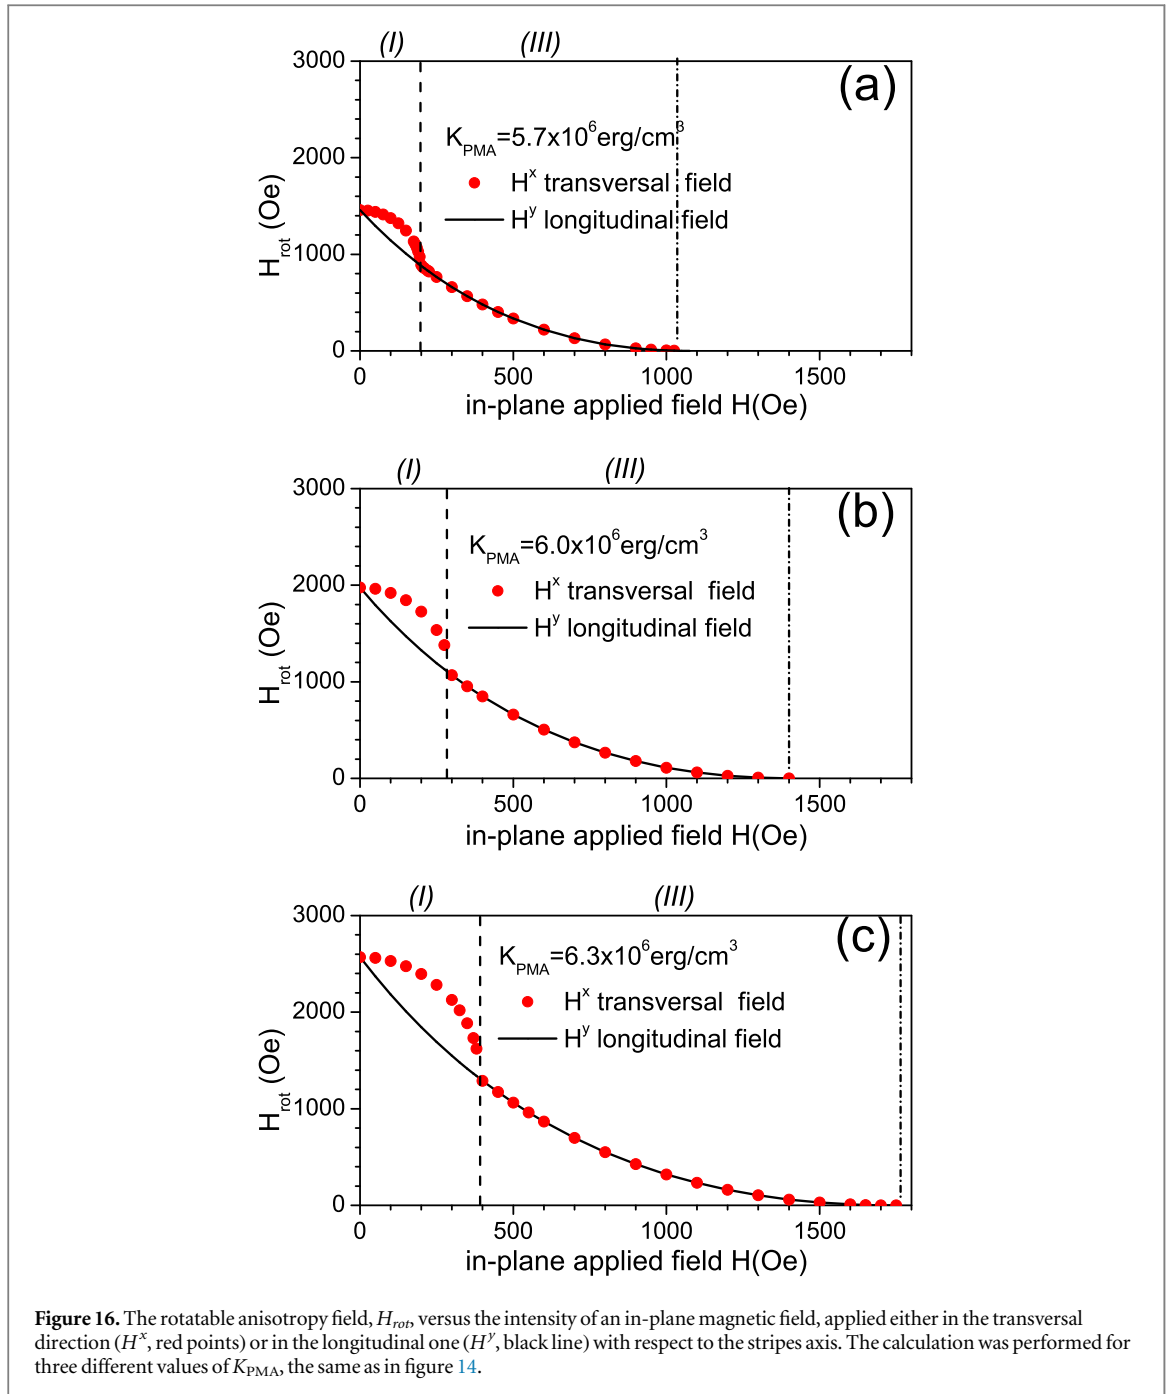 (I) (III)
3000
(a)
K_PMA=5.7x10^6erg/cm^3
2000
H^x transversal field
H^y longitudinal field
H_rot (Oe)
1000
0
0 500 1000 1500
in-plane applied field H(Oe)
(I) (III)
3000
(b)
K_PMA=6.0x10^6erg/cm^3
2000
H^x transversal field
H^y longitudinal field
H_rot (Oe)
1000
0
0 500 1000 1500
in-plane applied field H(Oe)
(I) (III)
3000
(c)
K_PMA=6.3x10^6erg/cm^3
2000
H^x transversal field
H^y longitudinal field
H_rot (Oe)
1000
0
0 500 1000 1500
in-plane applied field H(Oe)
Figure 16. The rotatable anisotropy field, H_rot, versus the intensity of an in-plane magnetic field, applied either in the transversal
direction (H^x, red points) or in the longitudinal one (H^y, black line) with respect to the stripes axis. The calculation was performed for
three different values of K_PMA, the same as in figure 14.